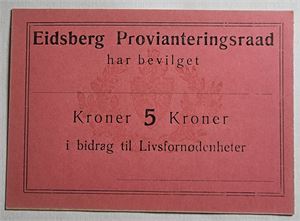 Eidsberg Provianteringsraad
har bevilget
Kroner 5 Kroner
i bidrag til Livsfornødenheter